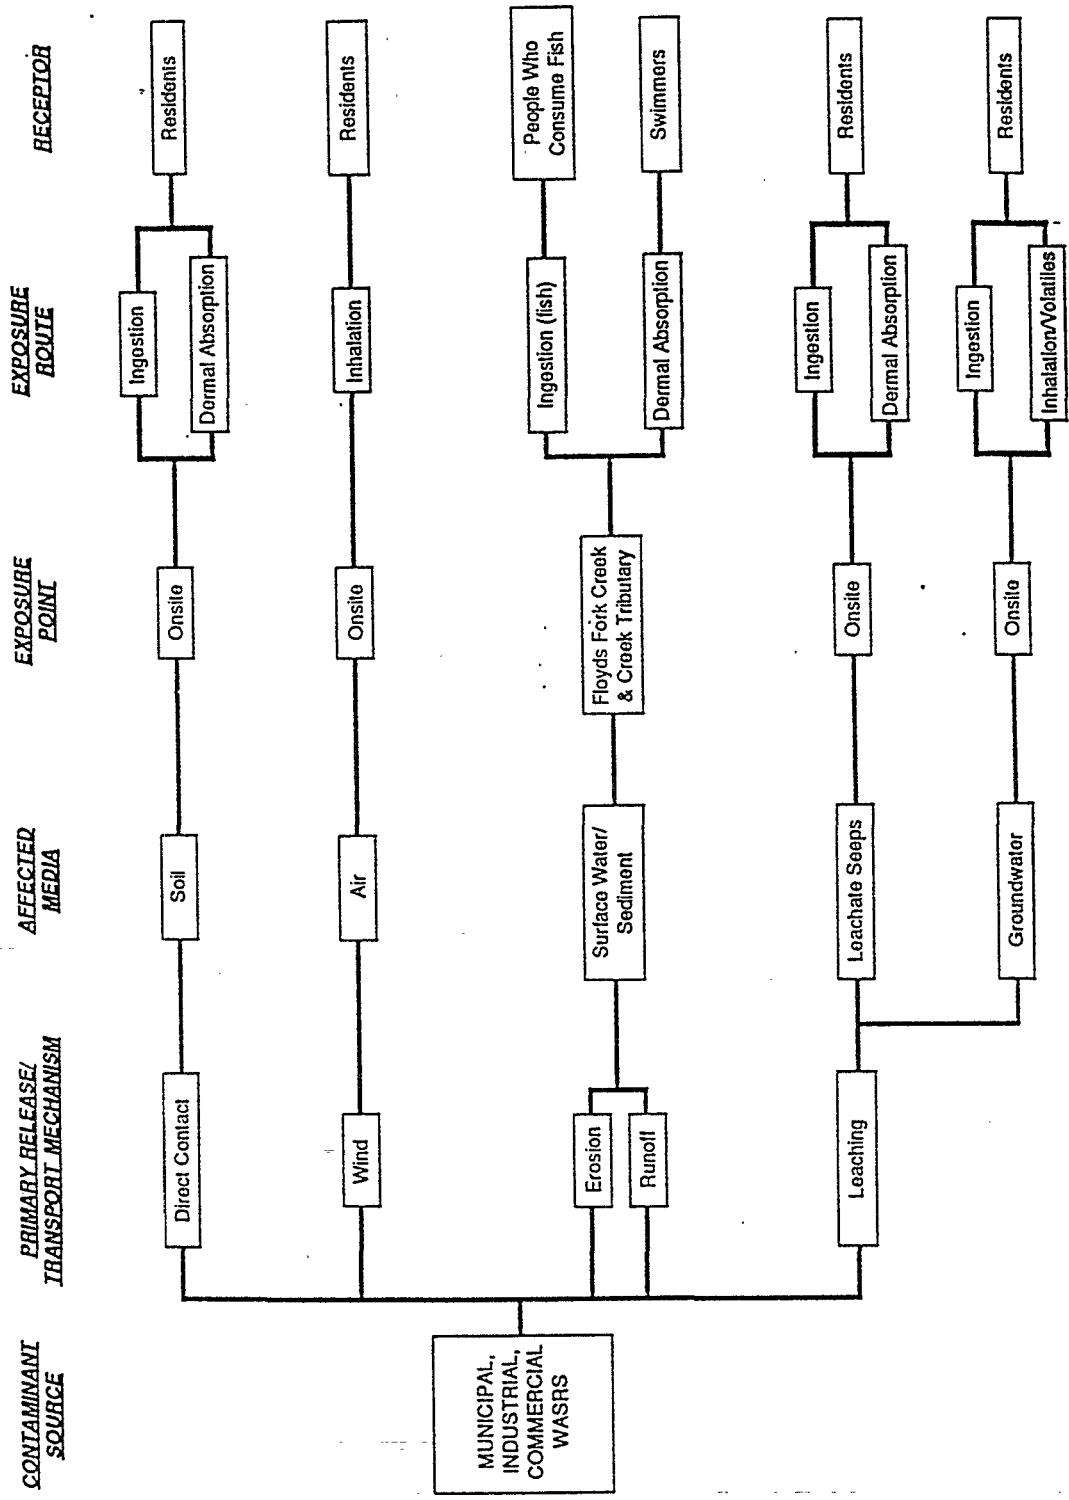 CONTAMINANT
SOURCE
PRIMARY RELEASE/
TRANSPORT MECHANISM
AFFECTED
MEDIA
EXPOSURE
POINT
EXPOSURE
ROUTE
RECEPTOR
MUNICIPAL,
INDUSTRIAL,
COMMERCIAL
WASRS
Direct Contact
Soil
Onsite
Ingestion
Dermal Absorption
Residents
Wind
Air
Onsite
Inhalation
Residents
Erosion
Runoff
Surface Water/
Sediment
Floyds Fork Creek
& Creek Tributary
Ingestion (fish)
Dermal Absorption
People Who
Consume Fish
Swimmers
Leaching
Leachate Seeps
Onsite
Ingestion
Dermal Absorption
Residents
Groundwater
Onsite
Ingestion
Inhalation/Volatiles
Residents